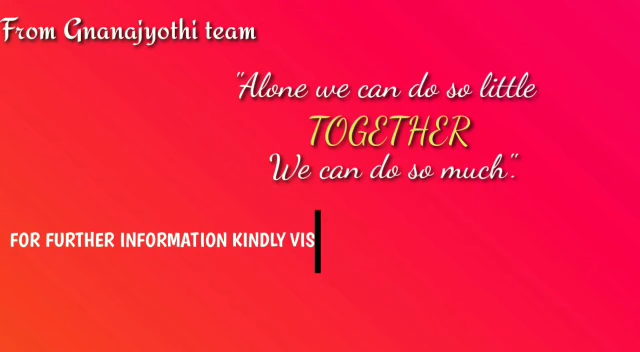 From Gnanajyothi team
"Alone we can do so little
TOGETHER
We can do so much".
FOR FURTHER INFORMATION KINDLY VIS